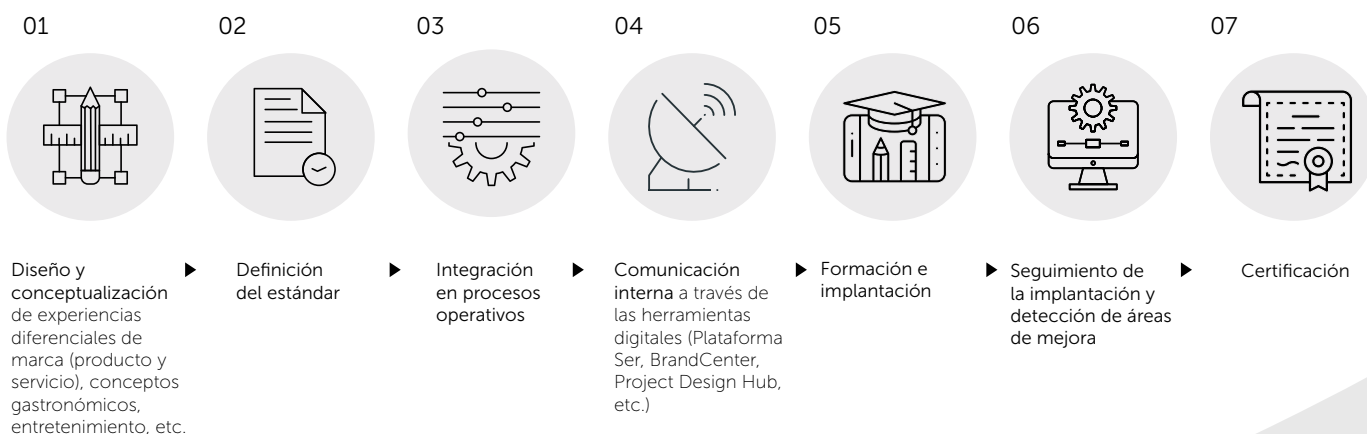 01
Diseño y
conceptualización
de experiencias
diferenciales de
marca (producto y
servicio), conceptos
gastronómicos,
entretenimiento, etc.
02
Definición
del estándar
03
Integración
en procesos
operativos
04
Comunicación
interna a través de
las herramientas
digitales (Plataforma
Ser, BrandCenter,
Project Design Hub,
etc.)
05
Formación e
implantación
06
Seguimiento de
la implantación y
detección de áreas
de mejora
07
Certificación